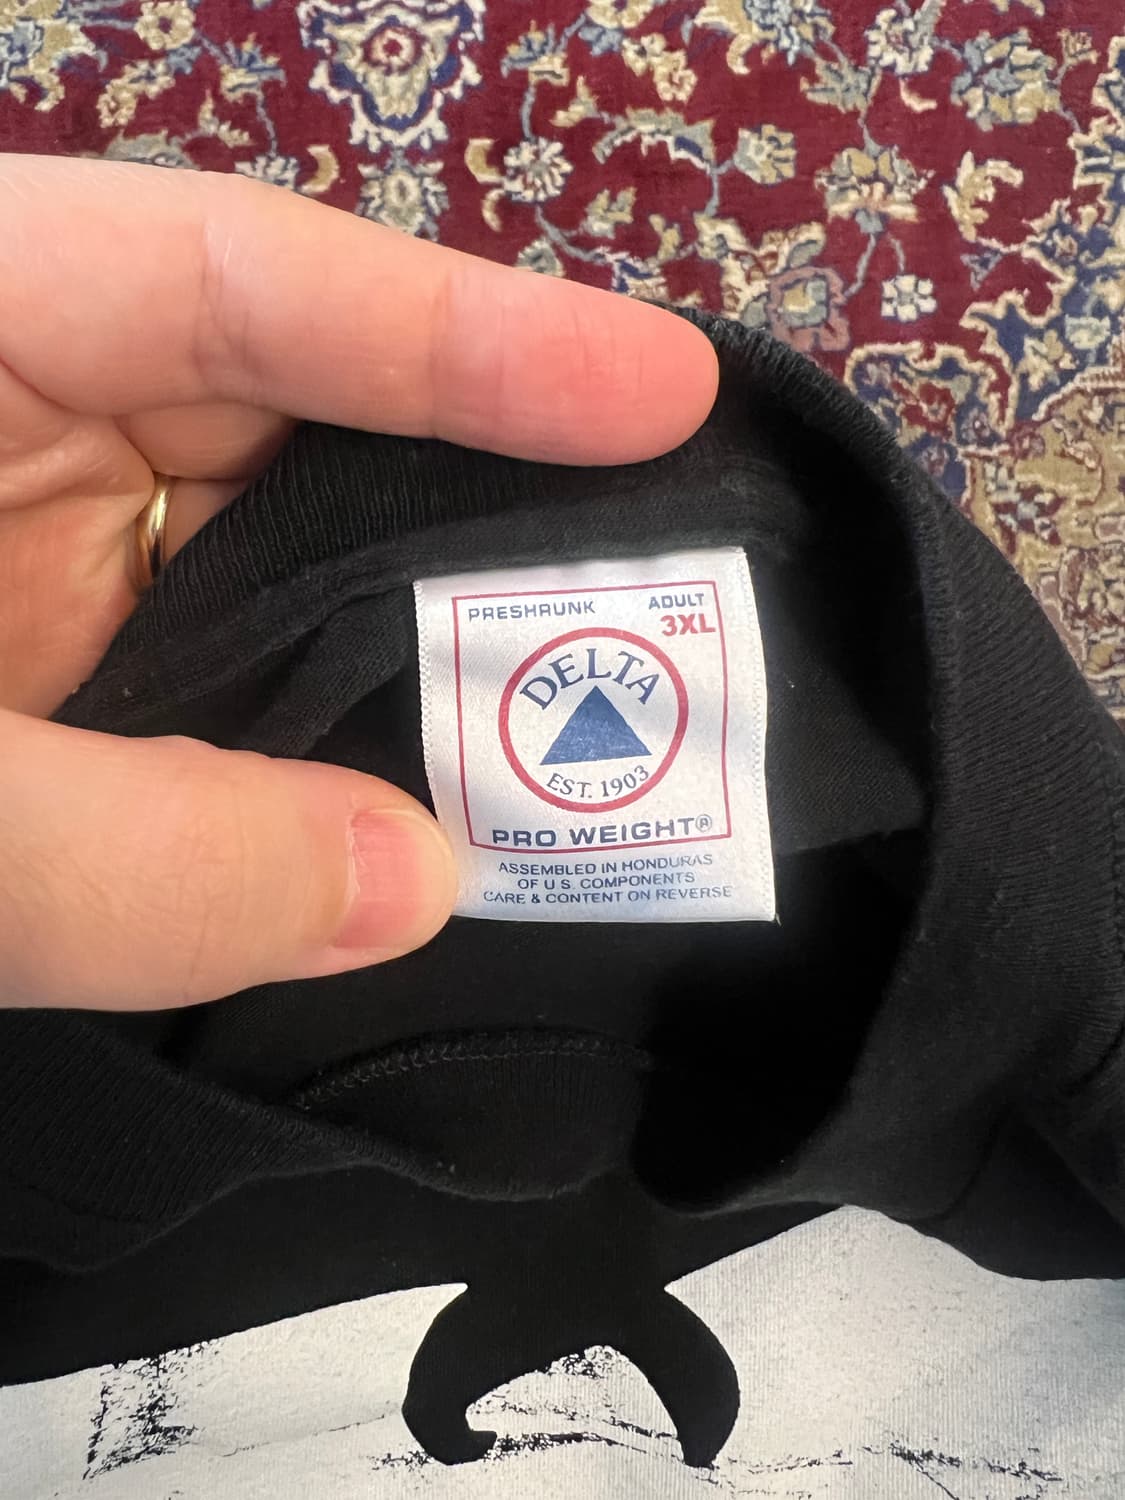 PRESHRUNK
ADULT
3XL
DELTA
EST. 1903
PRO WEIGHT®
ASSEMBLED IN HONDURAS
OF U.S. COMPONENTS
CARE & CONTENT ON REVERSE